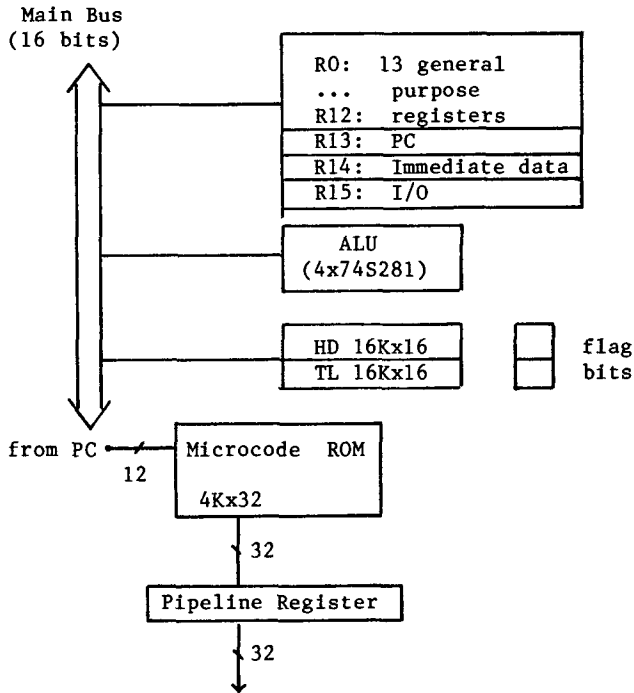 Main Bus
(16 bits)
R0: 13 general
... purpose
R12: registers
R13: PC
R14: Immediate data
R15: I/O
ALU
(4x74S281)
HD 16Kx16
TL 16Kx16
flag
bits
from PC
12
Microcode ROM
4Kx32
32
Pipeline Register
32